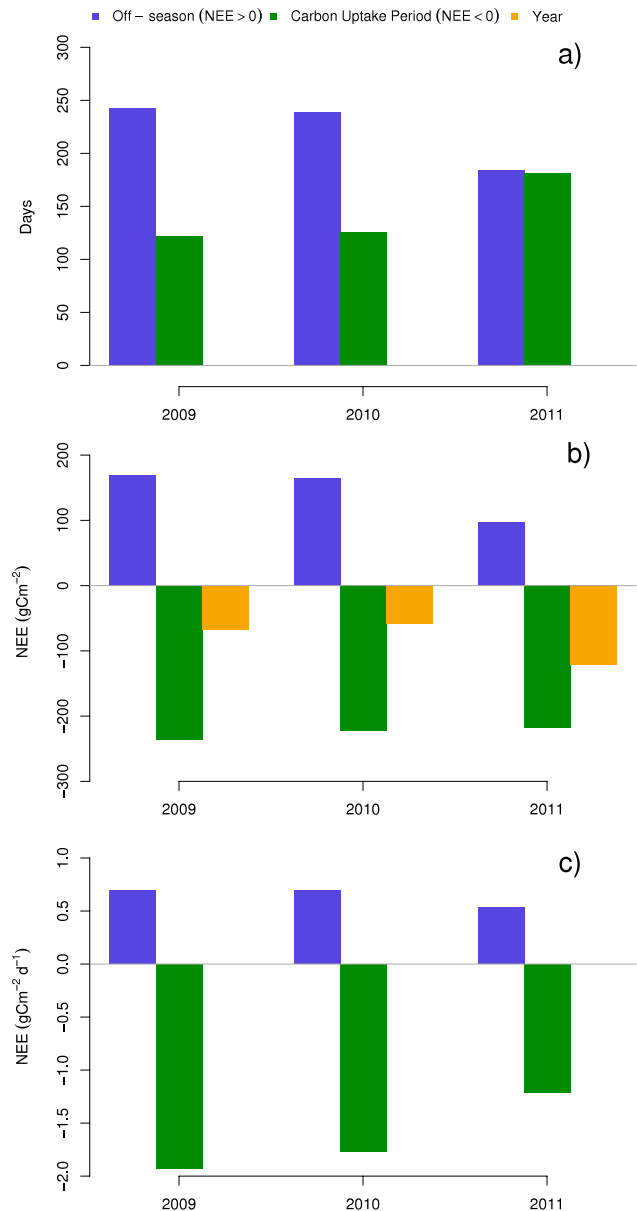 Off − season (NEE > 0) Carbon Uptake Period (NEE < 0) Year
a)
Days
300
250
200
150
100
50
0
2009 2010 2011
b)
NEE (gCm⁻²)
200
100
0
−100
−200
−300
2009 2010 2011
c)
NEE (gCm⁻² d⁻¹)
1.0
0.5
0.0
−0.5
−1.0
−1.5
−2.0
2009 2010 2011